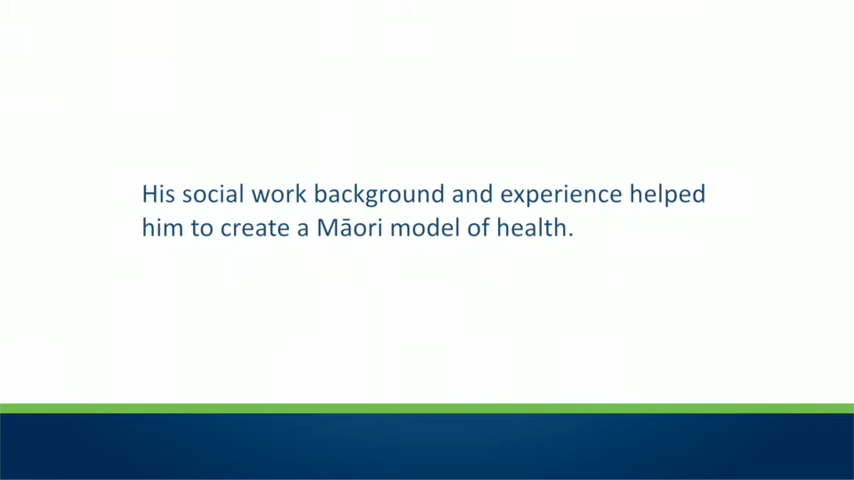 His social work background and experience helped
him to create a Māori model of health.